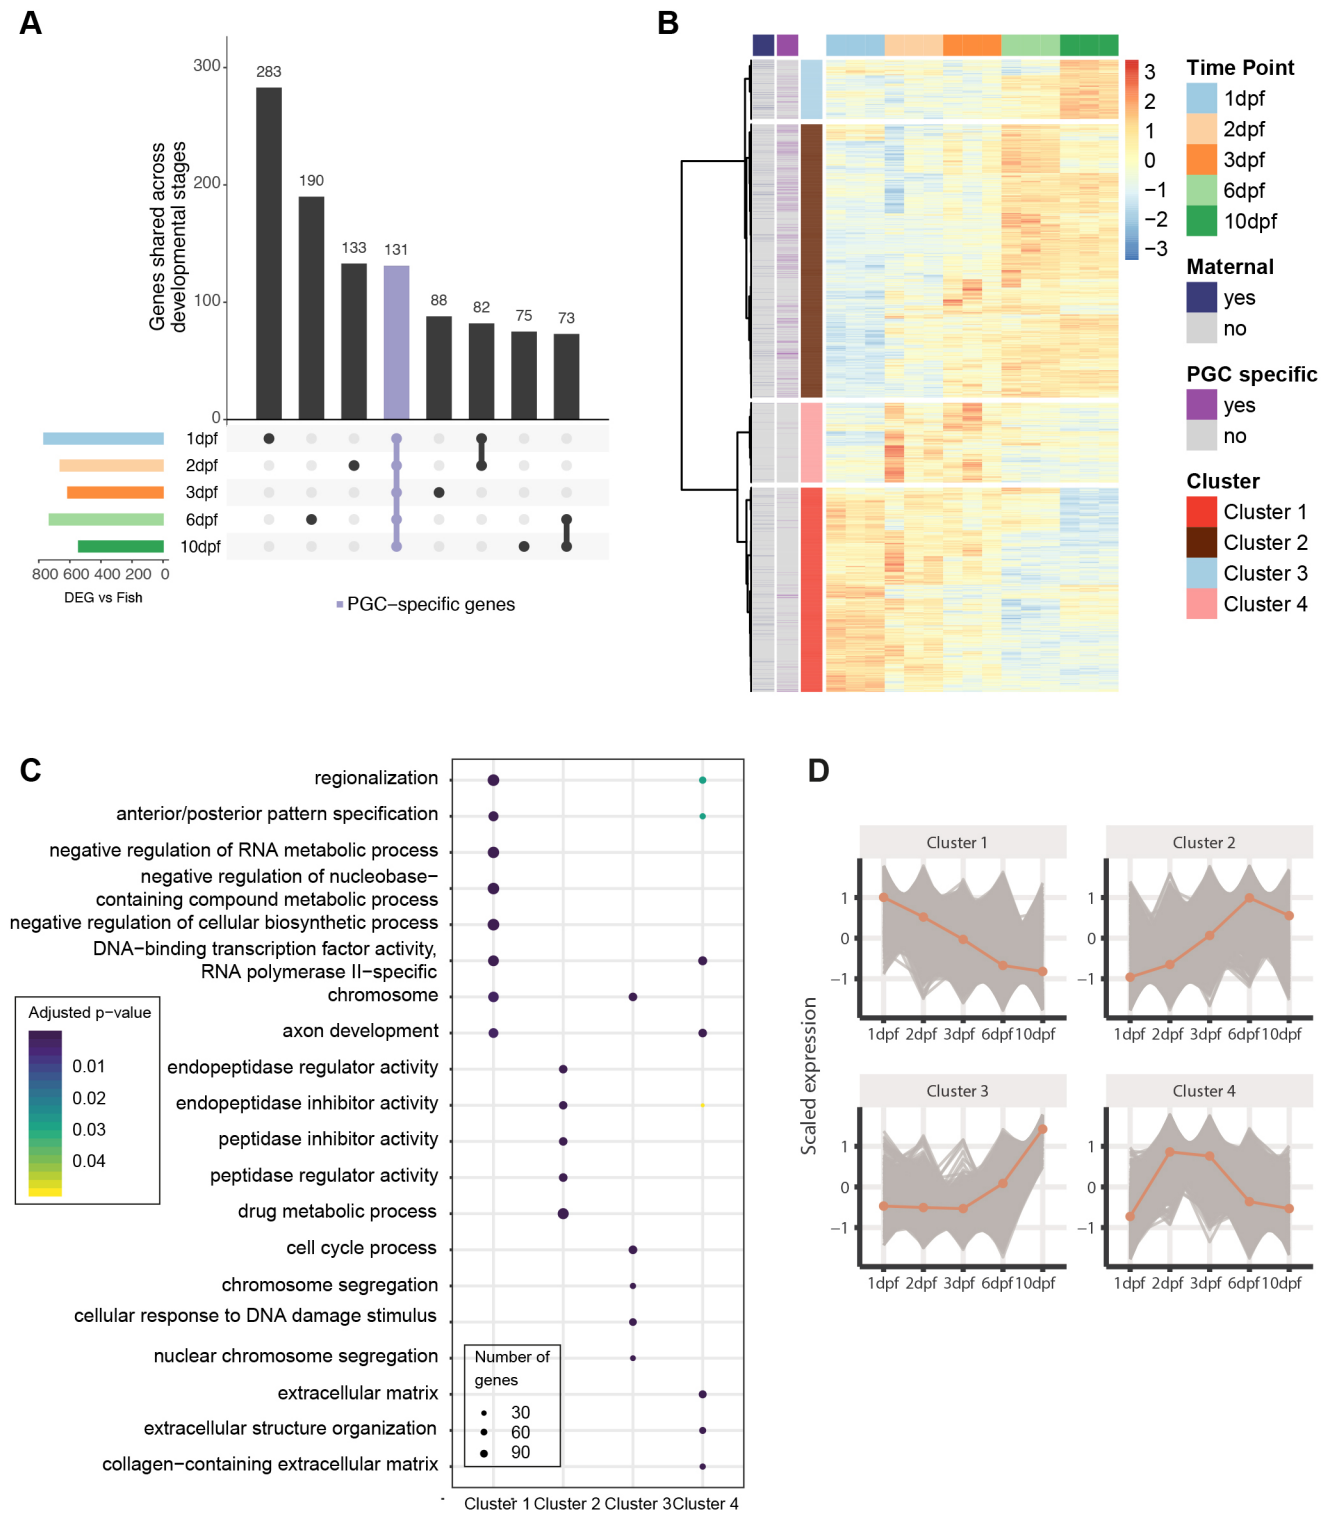 A
Genes shared across
developmental stages
300
200
100
0
283
190
133
131
88
82
75
73
1dpf
2dpf
3dpf
6dpf
10dpf
800 600 400 200 0
DEG vs Fish
PGC−specific genes
B
3
2
1
0
−1
−2
−3
Time Point
1dpf
2dpf
3dpf
6dpf
10dpf
Maternal
yes
no
PGC specific
yes
no
Cluster
Cluster 1
Cluster 2
Cluster 3
Cluster 4
C
regionalization
anterior/posterior pattern specification
negative regulation of RNA metabolic process
negative regulation of nucleobase−
containing compound metabolic process
negative regulation of cellular biosynthetic process
DNA−binding transcription factor activity,
RNA polymerase II−specific
chromosome
axon development
endopeptidase regulator activity
endopeptidase inhibitor activity
peptidase inhibitor activity
peptidase regulator activity
drug metabolic process
cell cycle process
chromosome segregation
cellular response to DNA damage stimulus
nuclear chromosome segregation
extracellular matrix
extracellular structure organization
collagen−containing extracellular matrix
Adjusted p−value
0.01
0.02
0.03
0.04
Number of
genes
30
60
90
Cluster 1 Cluster 2 Cluster 3 Cluster 4
D
Scaled expression
Cluster 1
1
0
−1
1dpf 2dpf 3dpf 6dpf 10dpf
Cluster 2
1
0
−1
1dpf 2dpf 3dpf 6dpf 10dpf
Cluster 3
1
0
−1
1dpf 2dpf 3dpf 6dpf 10dpf
Cluster 4
1
0
−1
1dpf 2dpf 3dpf 6dpf 10dpf